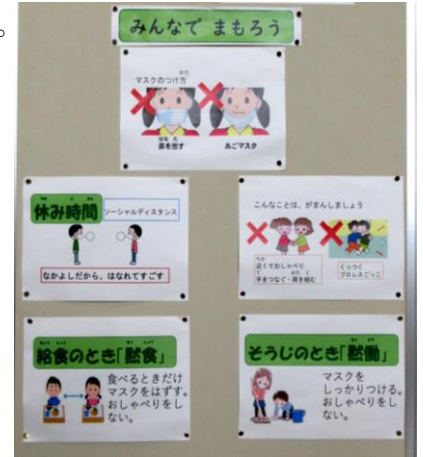 みんなで まもろう
マスクのつけ方
かた
鼻を出す
はな だ
あごマスク
休み時間
ソーシャルディスタンス
なかよしだから、はなれてすごす
こんなことは、がまんしましょう
近くでおしゃべり
手をつなぐ・肩を組む
くっつく
プロレスごっこ
給食のとき「黙食」
食べるときだけ
マスクをはずす。
おしゃべりをし
ない。
そうじのとき「黙働」
マスクを
しっかりつける。
おしゃべりをし
ない。